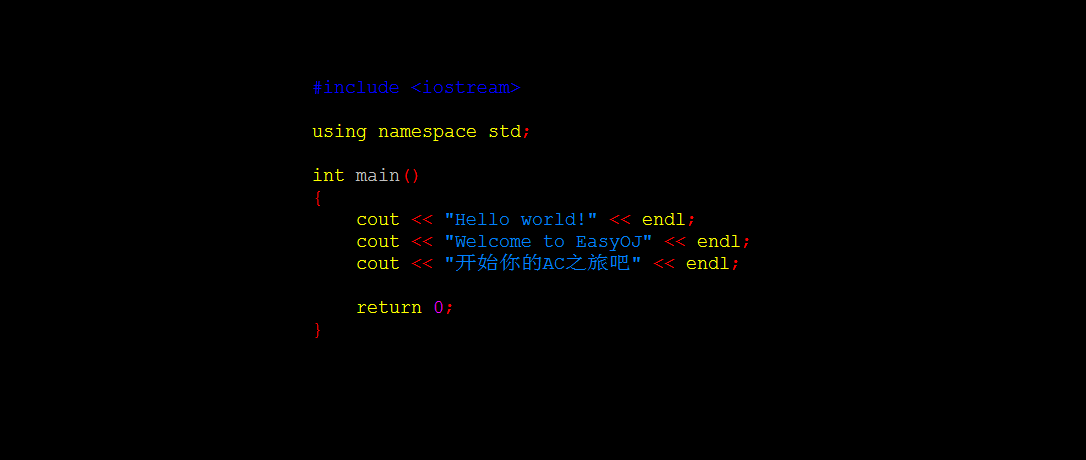 #include <iostream>
using namespace std;
int main()
{
    cout << "Hello world!" << endl;
    cout << "Welcome to EasyOJ" << endl;
    cout << "开始你的AC之旅吧" << endl;
    return 0;
}